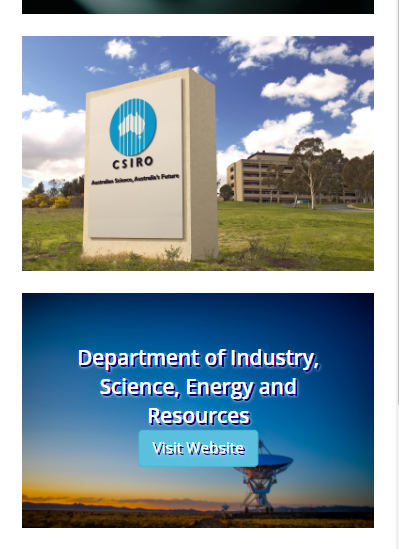 CSIRO
Australian Science, Australia's Future
Department of Industry,
Science, Energy and
Resources
Visit Website